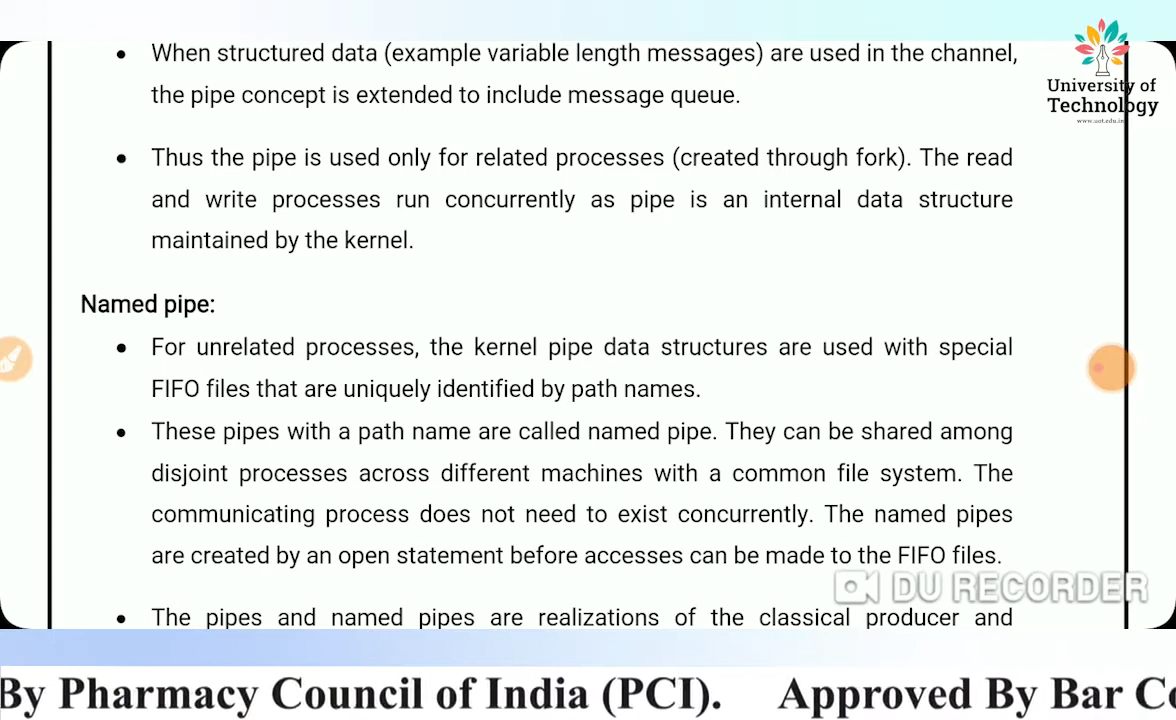 • When structured data (example variable length messages) are used in the channel,
the pipe concept is extended to include message queue.
University of
Technology
www.uot.edu.in
• Thus the pipe is used only for related processes (created through fork). The read
and write processes run concurrently as pipe is an internal data structure
maintained by the kernel.
Named pipe:
• For unrelated processes, the kernel pipe data structures are used with special
FIFO files that are uniquely identified by path names.
• These pipes with a path name are called named pipe. They can be shared among
disjoint processes across different machines with a common file system. The
communicating process does not need to exist concurrently. The named pipes
are created by an open statement before accesses can be made to the FIFO files.
DU RECORDER
• The pipes and named pipes are realizations of the classical producer and
By Pharmacy Council of India (PCI). Approved By Bar Co